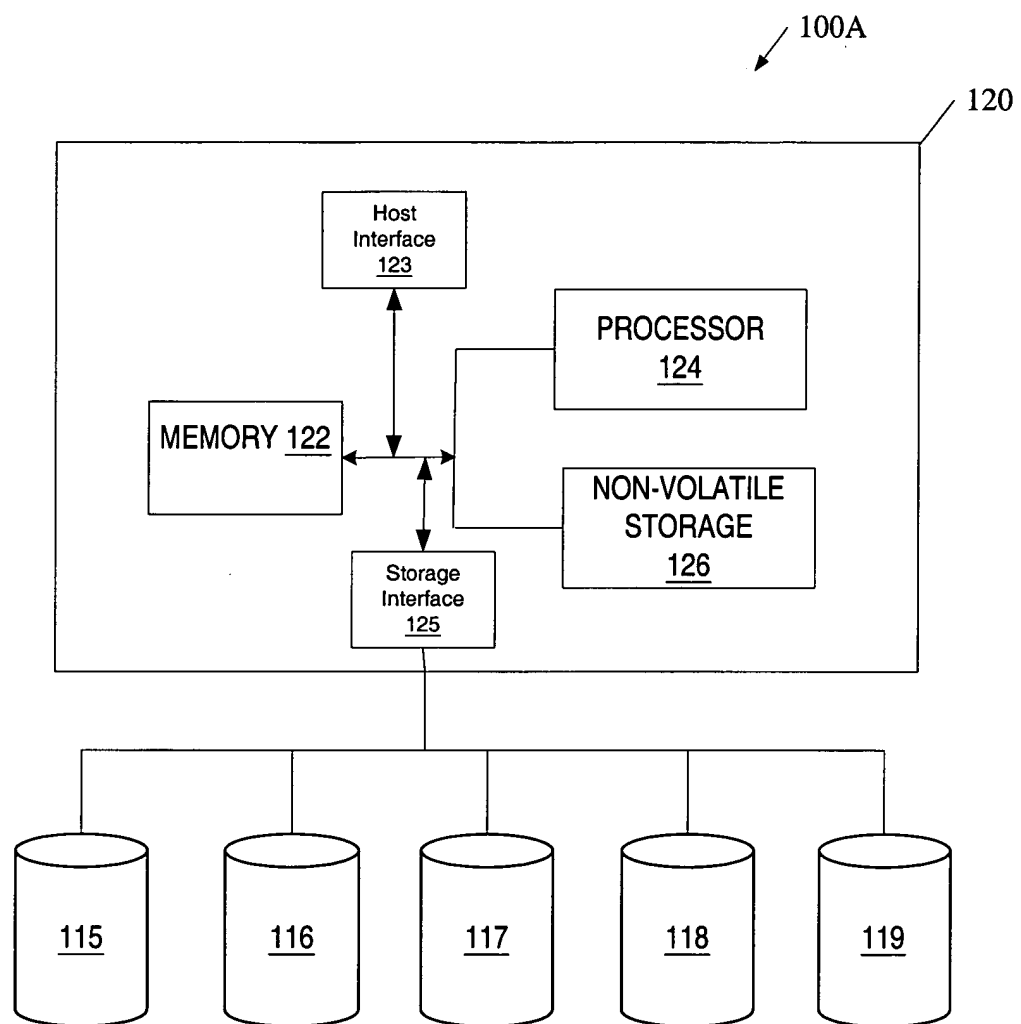 100A
120
Host
Interface
123
PROCESSOR
124
MEMORY 122
NON-VOLATILE
STORAGE
126
Storage
Interface
125
115
116
117
118
119